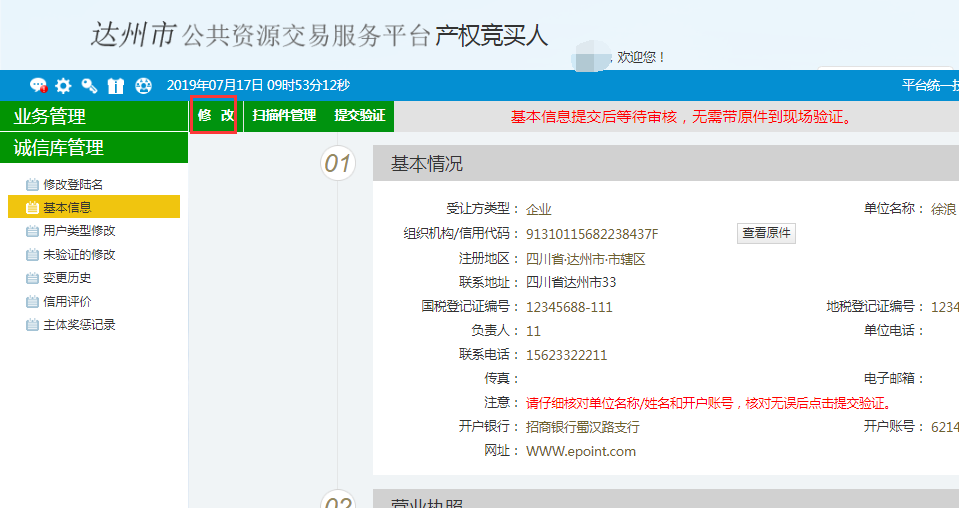 达州市公共资源交易服务平台产权竞买人
，欢迎您！
2019年07月17日 09时53分12秒
平台统一技
业务管理
修 改 扫描件管理 提交验证
基本信息提交后等待审核，无需带原件到现场验证。
诚信库管理
修改登陆名
基本信息
用户类型修改
未验证的修改
变更历史
信用评价
主体奖惩记录
01 基本情况
受让方类型： 企业 单位名称： 徐浪
组织机构/信用代码： 91310115682238437F 查看原件
注册地区： 四川省·达州市·市辖区
联系地址： 四川省达州市33
国税登记证编号： 12345688-111 地税登记证编号： 1234
负责人： 11 单位电话：
联系电话： 15623322211
传真： 电子邮箱：
注意： 请仔细核对单位名称/姓名和开户账号，核对无误后点击提交验证。
开户银行： 招商银行蜀汉路支行 开户账号： 6214
网址： WWW.epoint.com
02 营业执照